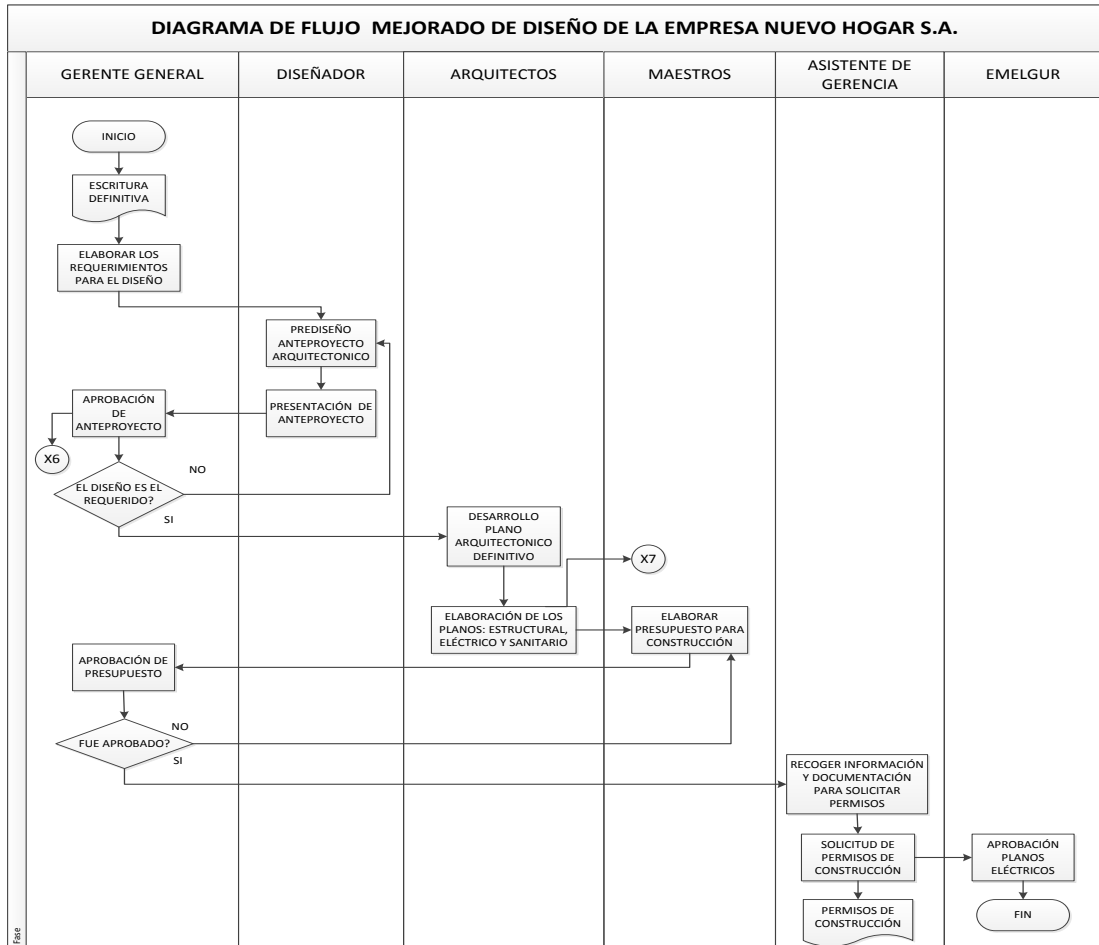 DIAGRAMA DE FLUJO MEJORADO DE DISEÑO DE LA EMPRESA NUEVO HOGAR S.A.
GERENTE GENERAL
DISEÑADOR
ARQUITECTOS
MAESTROS
ASISTENTE DE
GERENCIA
EMELGUR
INICIO
ESCRITURA
DEFINITIVA
ELABORAR LOS
REQUERIMIENTOS
PARA EL DISEÑO
PREDISEÑO
ANTEPROYECTO
ARQUITECTONICO
APROBACIÓN
DE
ANTEPROYECTO
PRESENTACIÓN DE
ANTEPROYECTO
X6
NO
EL DISEÑO ES EL
REQUERIDO?
SI
DESARROLLO
PLANO
ARQUITECTONICO
DEFINITIVO
X7
ELABORACIÓN DE LOS
PLANOS: ESTRUCTURAL,
ELÉCTRICO Y SANITARIO
ELABORAR
PRESUPUESTO PARA
CONSTRUCCIÓN
APROBACIÓN DE
PRESUPUESTO
NO
FUE APROBADO?
SI
RECOGER INFORMACIÓN
Y DOCUMENTACIÓN
PARA SOLICITAR
PERMISOS
SOLICITUD DE
PERMISOS DE
CONSTRUCCIÓN
APROBACIÓN
PLANOS
ELÉCTRICOS
PERMISOS DE
CONSTRUCCIÓN
FIN
Fase